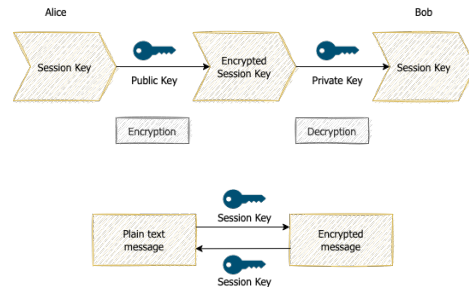 Alice
Bob
Session Key
Public Key
Encrypted
Session Key
Private Key
Session Key
Encryption
Decryption
Session Key
Plain text
message
Encrypted
message
Session Key